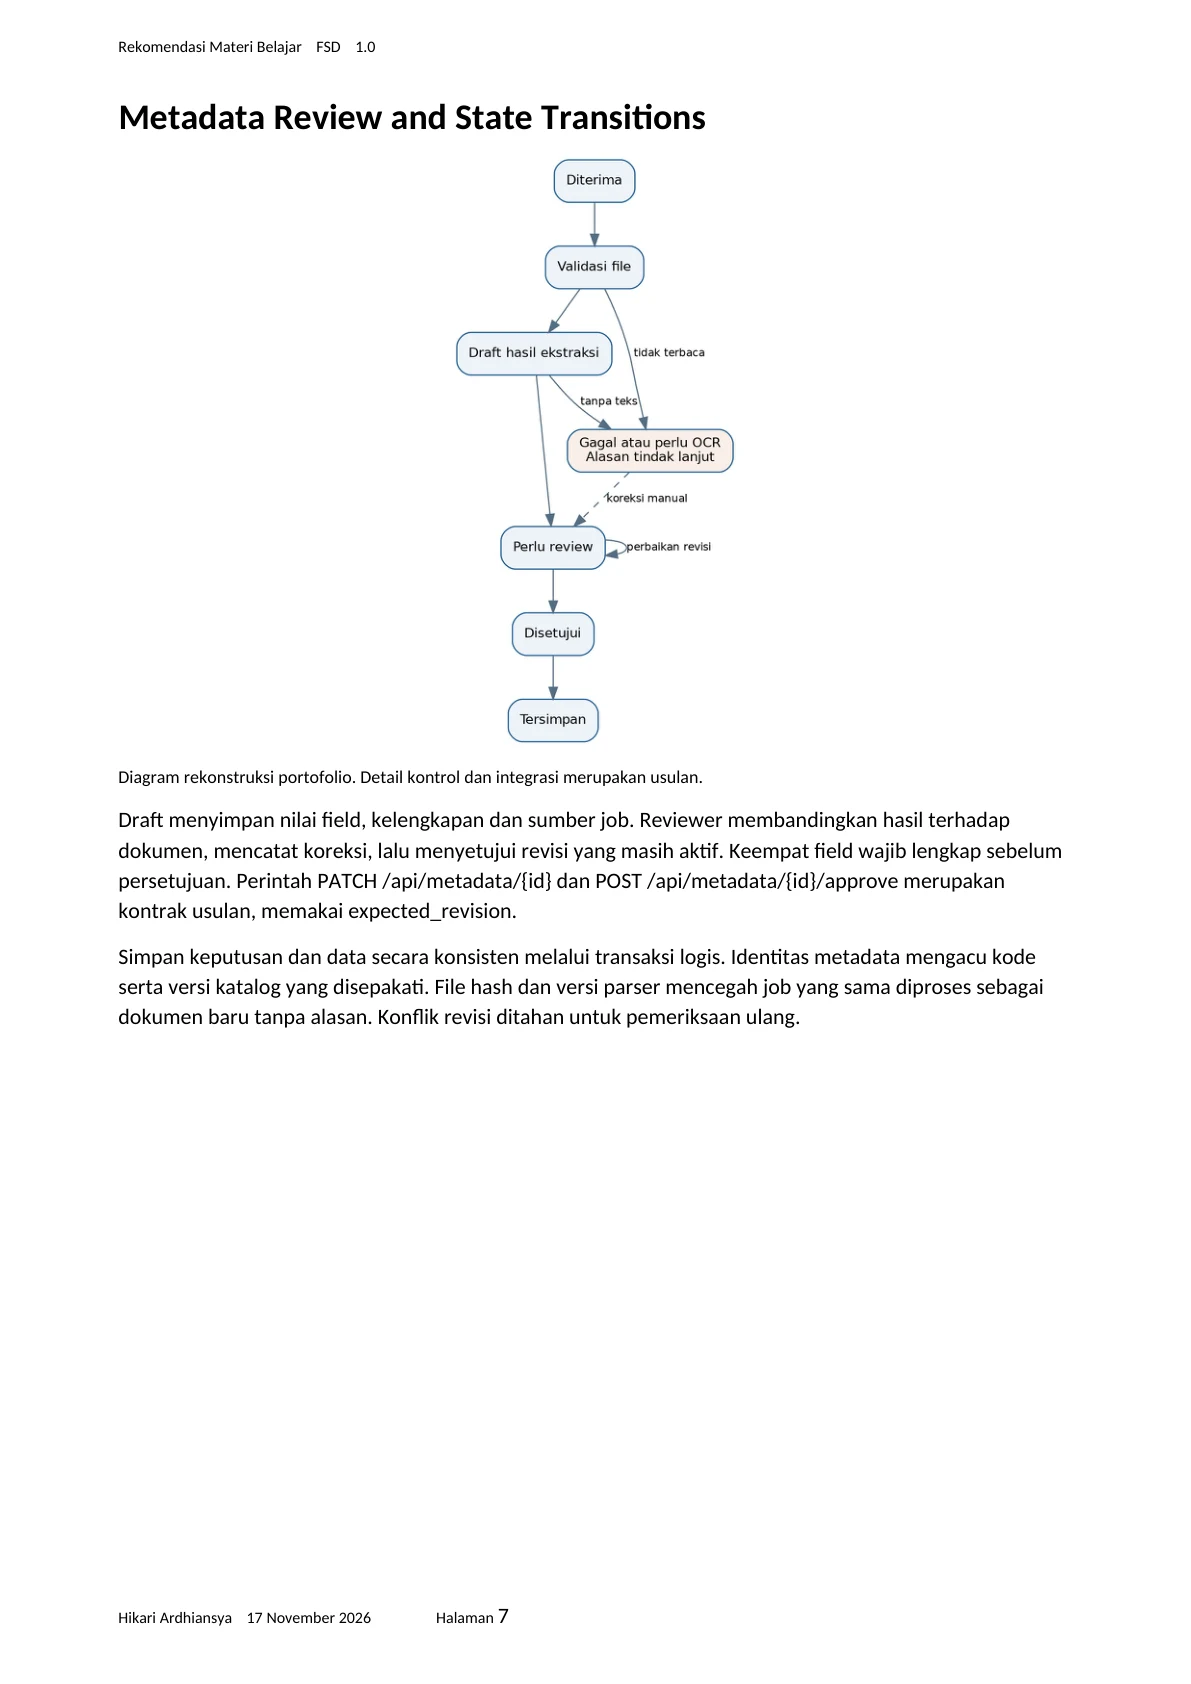 Rekomendasi Materi Belajar FSD 1.0
Metadata Review and State Transitions
Diterima
Validasi file
Draft hasil ekstraksi
tidak terbaca
tanpa teks
Gagal atau perlu OCR
Alasan tindak lanjut
koreksi manual
Perlu review
perbaikan revisi
Disetujui
Tersimpan
Diagram rekonstruksi portofolio. Detail kontrol dan integrasi merupakan usulan.
Draft menyimpan nilai field, kelengkapan dan sumber job. Reviewer membandingkan hasil terhadap
dokumen, mencatat koreksi, lalu menyetujui revisi yang masih aktif. Keempat field wajib lengkap sebelum
persetujuan. Perintah PATCH /api/metadata/{id} dan POST /api/metadata/{id}/approve merupakan
kontrak usulan, memakai expected_revision.
Simpan keputusan dan data secara konsisten melalui transaksi logis. Identitas metadata mengacu kode
serta versi katalog yang disepakati. File hash dan versi parser mencegah job yang sama diproses sebagai
dokumen baru tanpa alasan. Konflik revisi ditahan untuk pemeriksaan ulang.
Hikari Ardhiansya 17 November 2026 Halaman 7